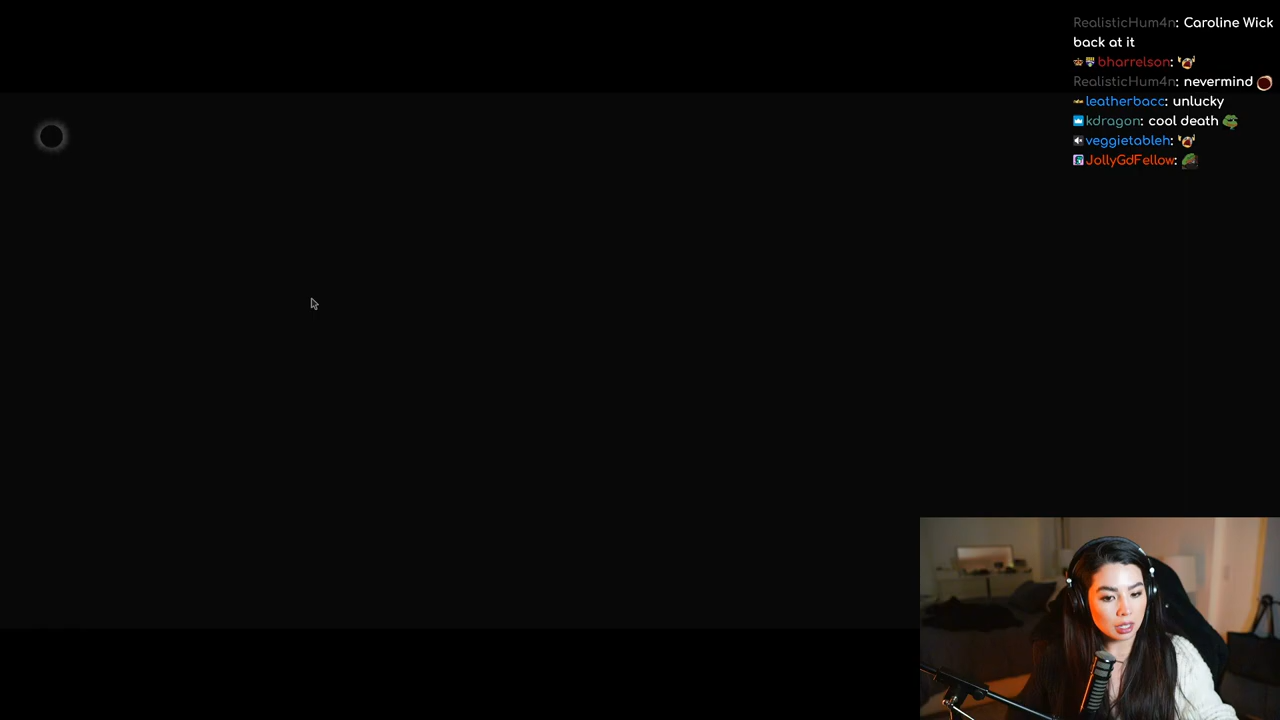 RealisticHum4n: Caroline Wick
back at it
bharrelson:
RealisticHum4n: nevermind
leatherbacc: unlucky
kdragon: cool death
veggietableh:
JollyGdFellow: